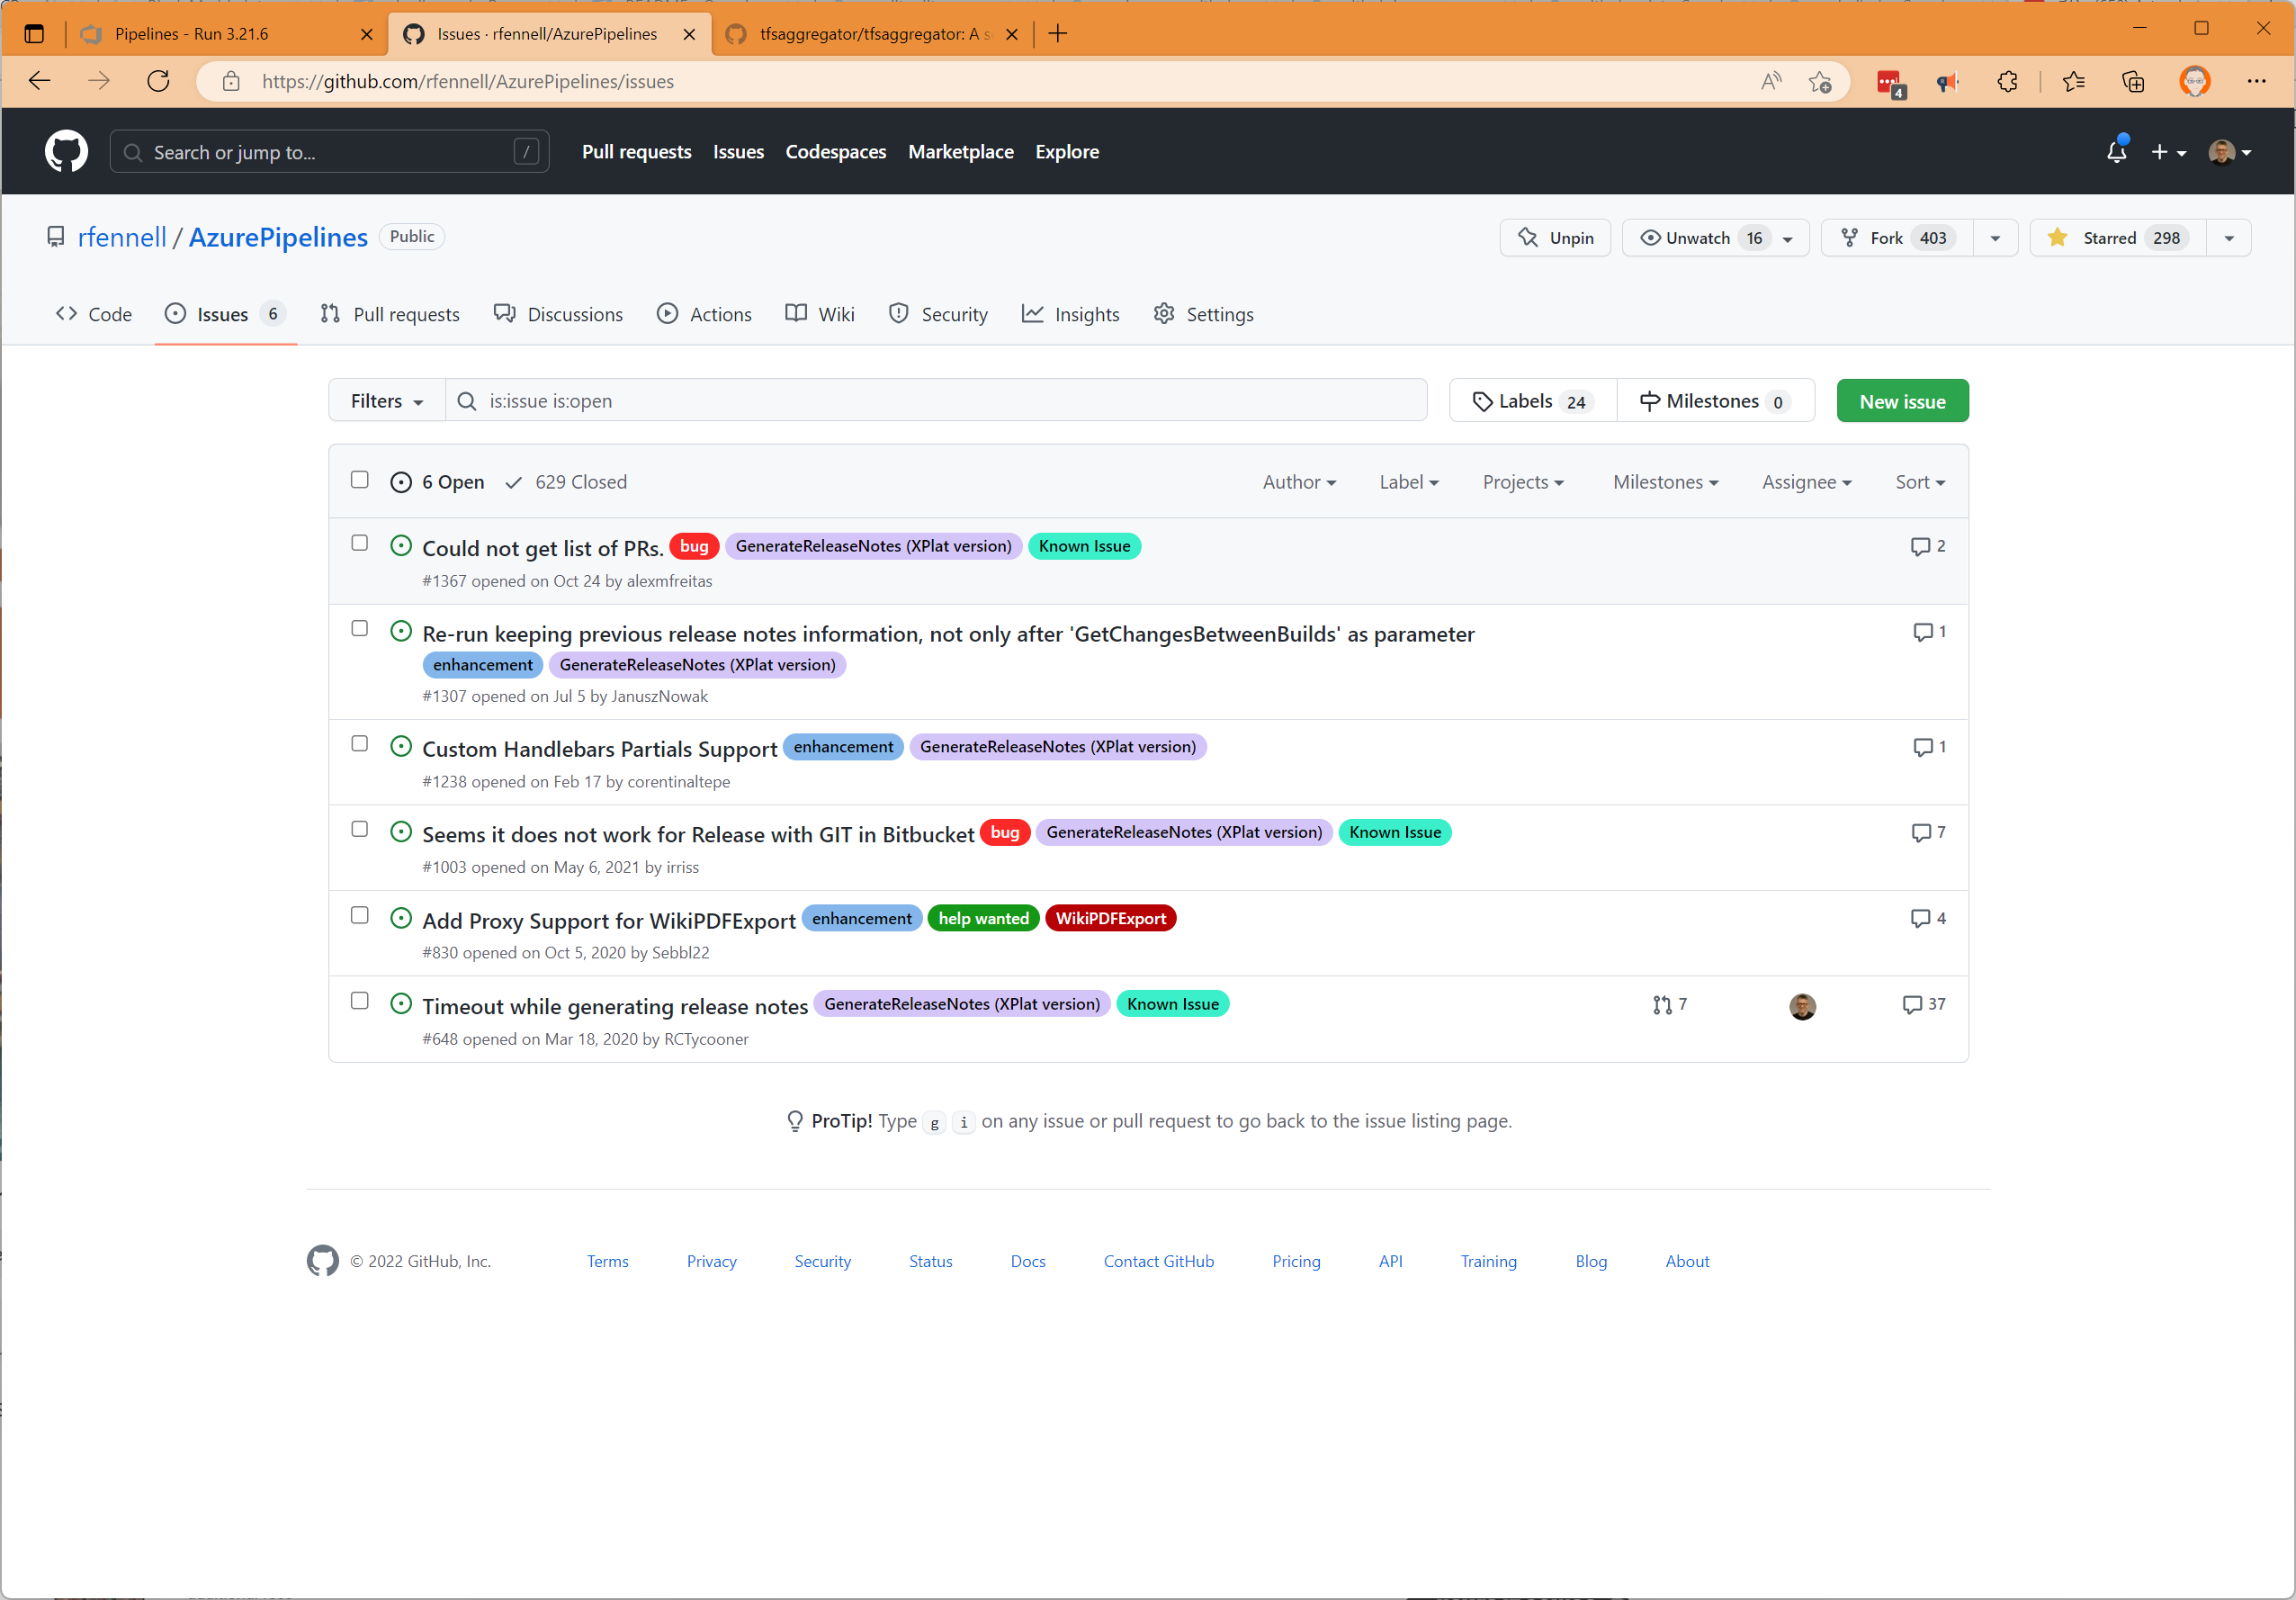 Pipelines - Run 3.21.6
Issues · rfennell/AzurePipelines
tfsaggregator/tfsaggregator: A s
https://github.com/rfennell/AzurePipelines/issues
4
Search or jump to...
/
Pull requests
Issues
Codespaces
Marketplace
Explore
rfennell / AzurePipelines
Public
Unpin
Unwatch 16
Fork 403
Starred 298
Code
Issues 6
Pull requests
Discussions
Actions
Wiki
Security
Insights
Settings
Filters
is:issue is:open
Labels 24
Milestones 0
New issue
6 Open
629 Closed
Author
Label
Projects
Milestones
Assignee
Sort
Could not get list of PRs. bug GenerateReleaseNotes (XPlat version) Known Issue
2
#1367 opened on Oct 24 by alexmfreitas
Re-run keeping previous release notes information, not only after 'GetChangesBetweenBuilds' as parameter
1
enhancement GenerateReleaseNotes (XPlat version)
#1307 opened on Jul 5 by JanuszNowak
Custom Handlebars Partials Support enhancement GenerateReleaseNotes (XPlat version)
1
#1238 opened on Feb 17 by corentinaltepe
Seems it does not work for Release with GIT in Bitbucket bug GenerateReleaseNotes (XPlat version) Known Issue
7
#1003 opened on May 6, 2021 by irriss
Add Proxy Support for WikiPDFExport enhancement help wanted WikiPDFExport
4
#830 opened on Oct 5, 2020 by Sebbl22
Timeout while generating release notes GenerateReleaseNotes (XPlat version) Known Issue
7
37
#648 opened on Mar 18, 2020 by RCTycooner
ProTip! Type g i on any issue or pull request to go back to the issue listing page.
© 2022 GitHub, Inc.
Terms
Privacy
Security
Status
Docs
Contact GitHub
Pricing
API
Training
Blog
About